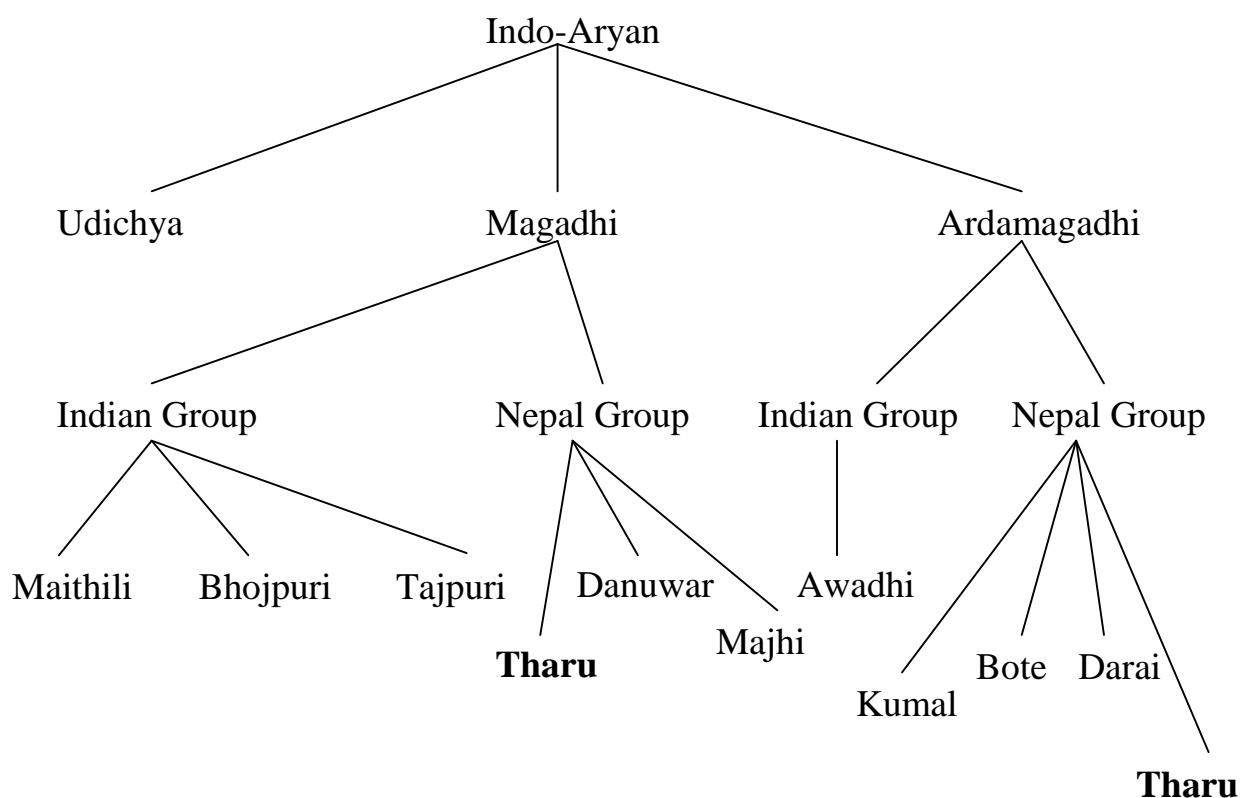 Indo-Aryan
Udichya Magadhi Ardamagadhi
Indian Group Nepal Group Indian Group Nepal Group
Maithili Bhojpuri Tajpuri Danuwar Awadhi
Majhi
Tharu Bote Darai
Kumal
Tharu